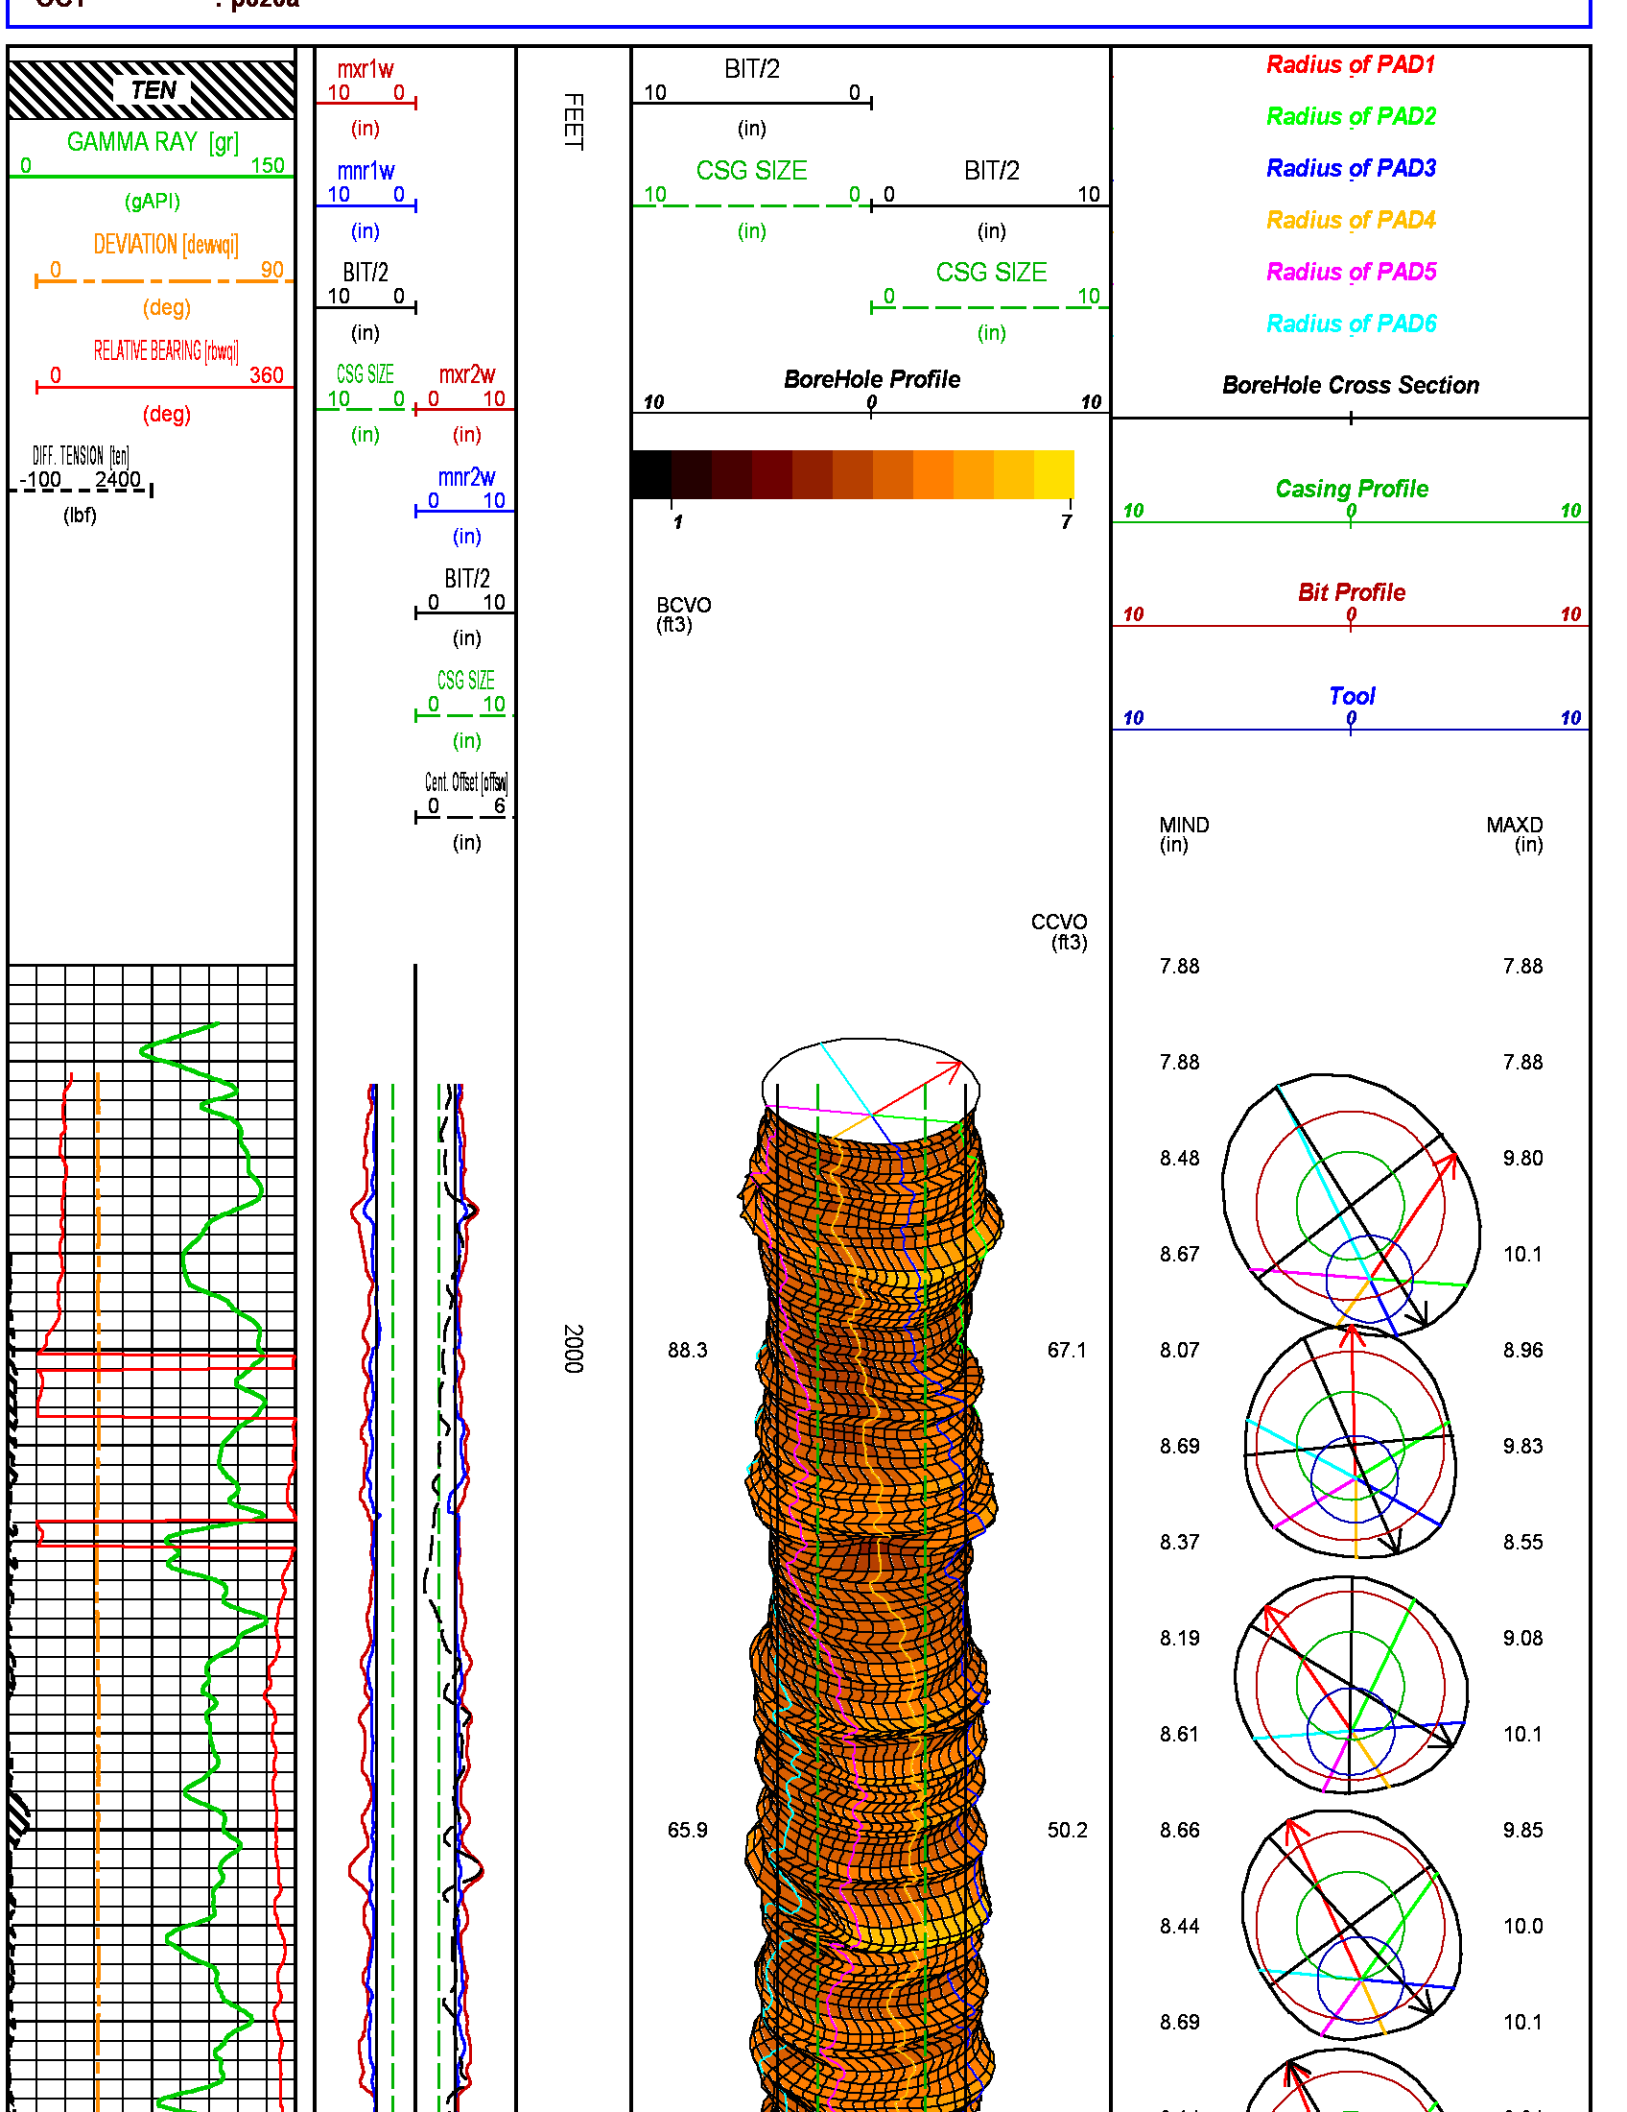 : p626a
TEN
GAMMA RAY [gr]
0 150
(gAPI)
DEVIATION [devwqi]
0 90
(deg)
RELATIVE BEARING [rbwqi]
0 360
(deg)
DIFF. TENSION [ten]
-100 2400
(lbf)
mxr1w
10 0
(in)
mnr1w
10 0
(in)
BIT/2
10 0
(in)
CSG SIZE
10 0
(in)
mxr2w
0 10
(in)
mnr2w
0 10
(in)
BIT/2
0 10
(in)
CSG SIZE
0 10
(in)
Cent. Offset [offsw]
0 6
(in)
FEET
2000
BIT/2
10 0
(in)
CSG SIZE
10 0
(in)
BIT/2
0 10
(in)
CSG SIZE
0 10
(in)
BoreHole Profile
10 0 10
1 7
BCVO
(ft3)
CCVO
(ft3)
88.3 67.1
65.9 50.2
Radius of PAD1
Radius of PAD2
Radius of PAD3
Radius of PAD4
Radius of PAD5
Radius of PAD6
BoreHole Cross Section
Casing Profile
10 0 10
Bit Profile
10 0 10
Tool
10 0 10
MIND MAXD
(in) (in)
7.88 7.88
7.88 7.88
8.48 9.80
8.67 10.1
8.07 8.96
8.69 9.83
8.37 8.55
8.19 9.08
8.61 10.1
8.66 9.85
8.44 10.0
8.69 10.1